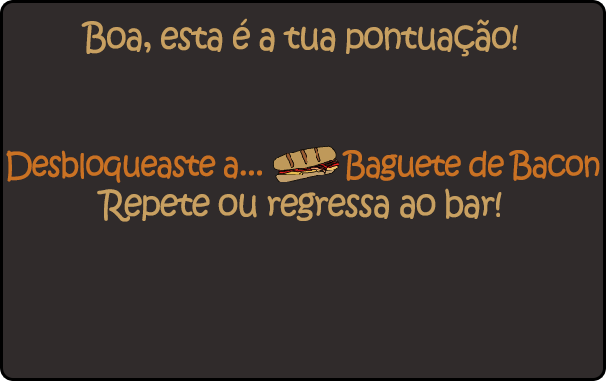 Boa, esta é a tua pontuação!
Desbloqueaste a... Baguete de Bacon
Repete ou regressa ao bar!